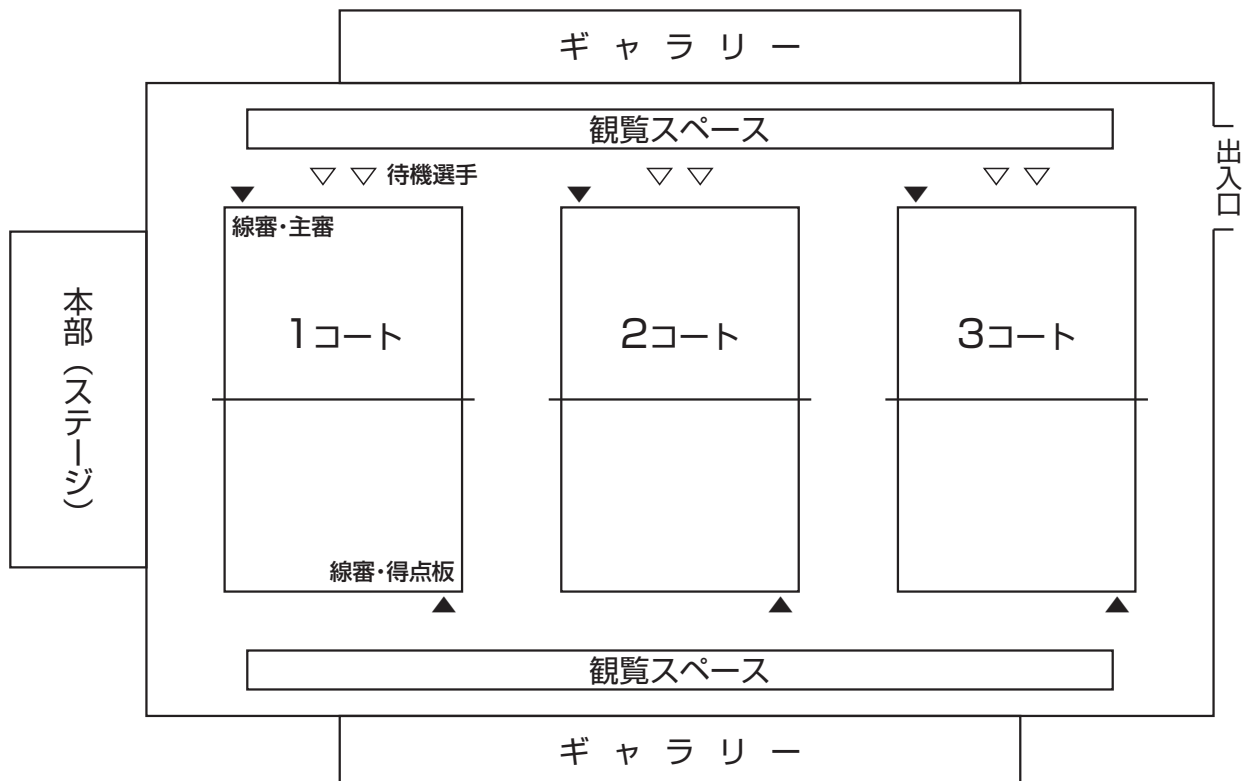 ギャラリー
観覧スペース
出入口
▽ ▽ 待機選手
▽ ▽
▽ ▽
線審・主審
本部（ステージ）
1コート
2コート
3コート
線審・得点板
観覧スペース
ギャラリー